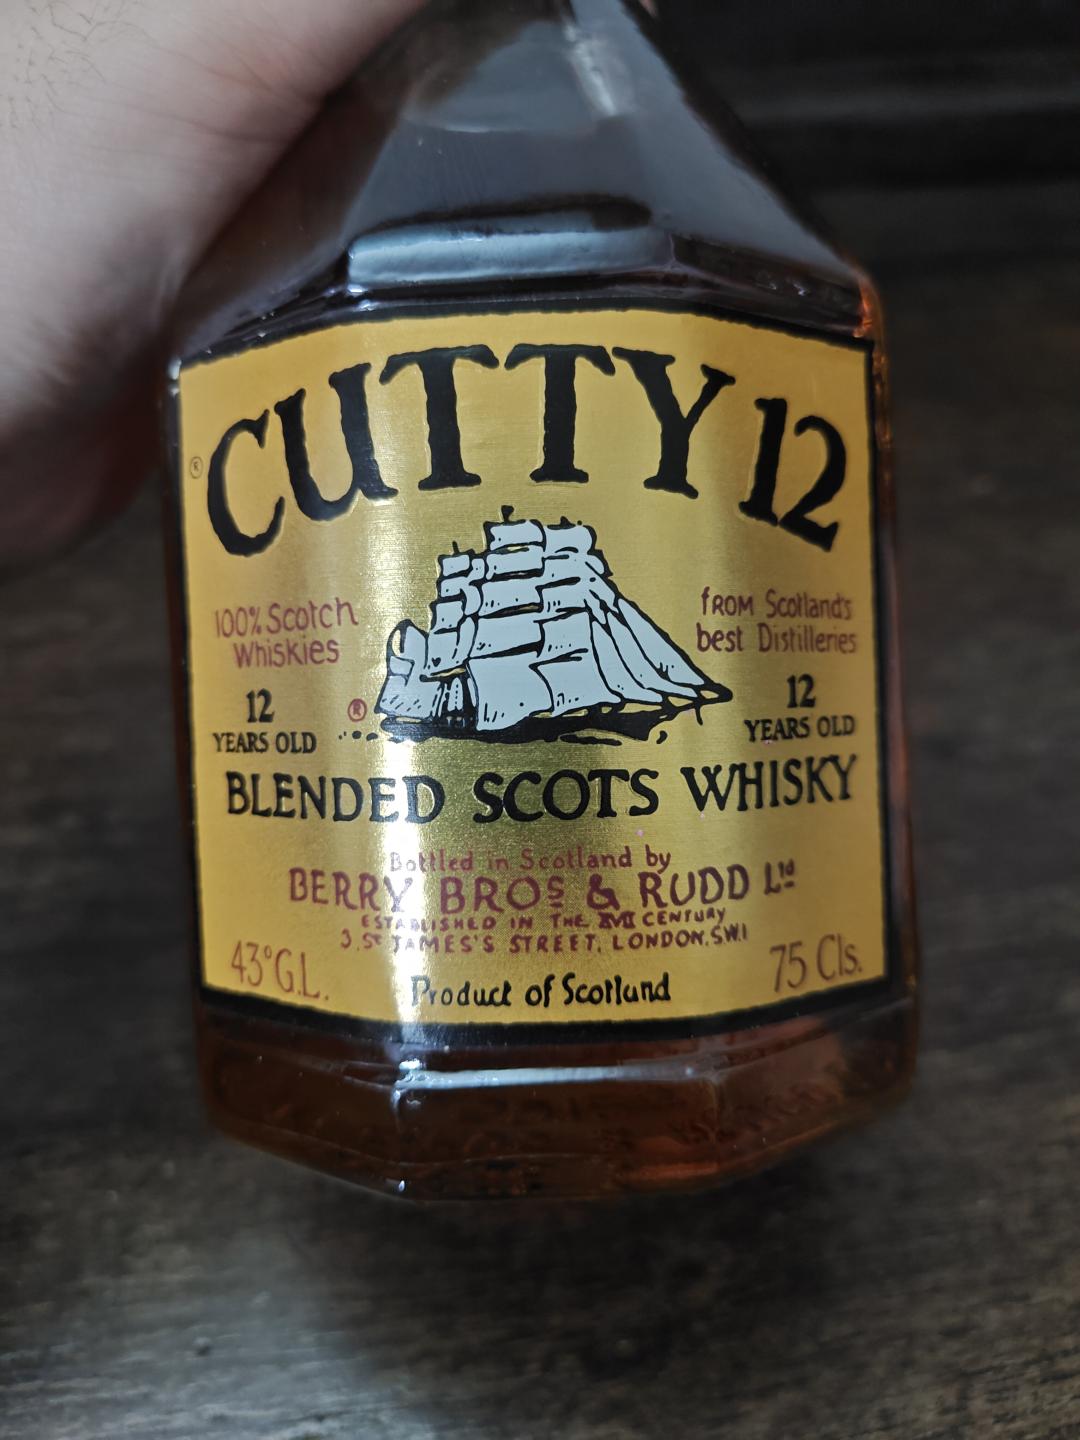 CUTTY 12
®
100% Scotch Whiskies
from Scotland's best Distilleries
12 YEARS OLD
®
12 YEARS OLD
BLENDED SCOTS WHISKY
Bottled in Scotland by
BERRY BROS & RUDD Ltd
ESTABLISHED IN THE XVII CENTURY
3, St JAMES'S STREET, LONDON, S.W.1
43° G.L.
Product of Scotland
75 Cls.